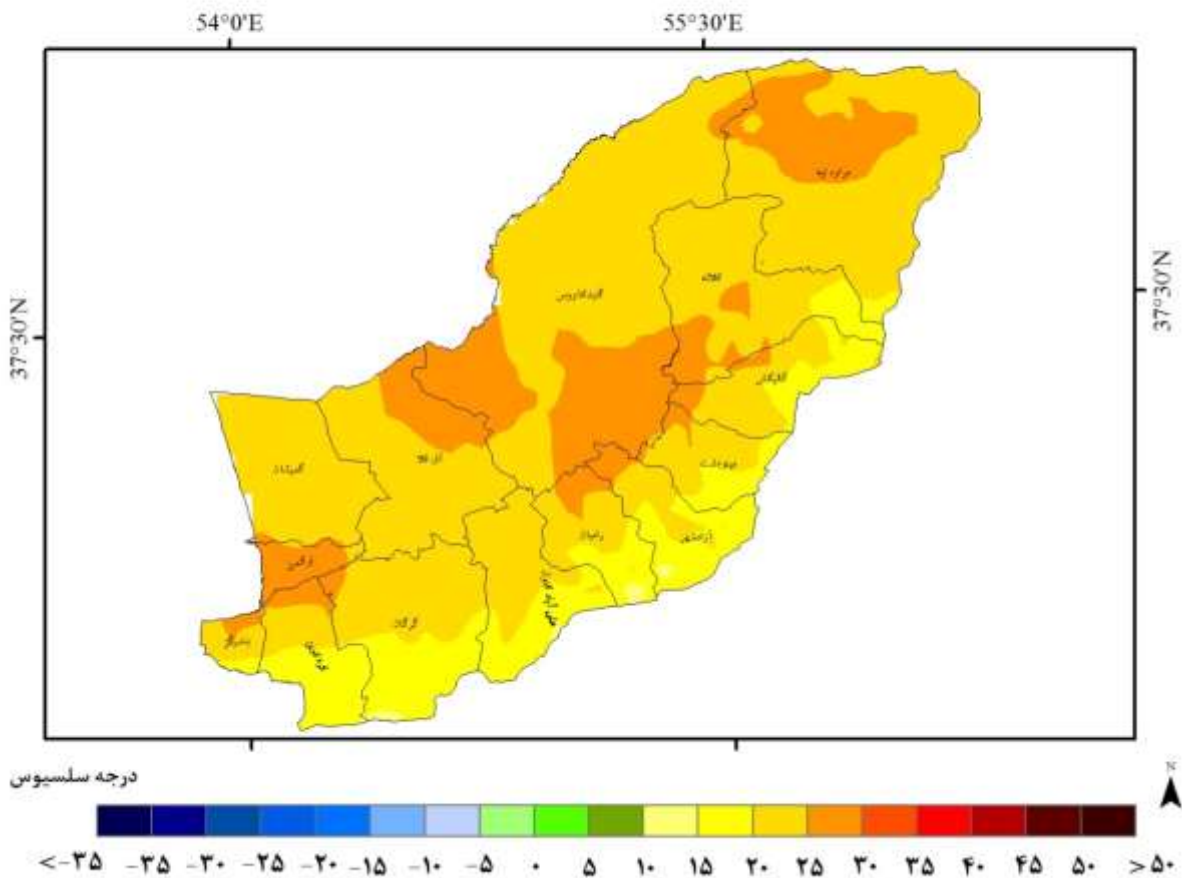 54°0'E 55°30'E
37°30'N
37°30'N
مراوه تپه
کلاله
گنبدکاووس
گالیکش
آق قلا
مینودشت
گمیشان
رامیان
آزادشهر
ترکمن
علی آباد کتول
گرگان
بندرگز
کردکوی
درجه سلسیوس
N
<-۳۵ -۳۵ -۳۰ -۲۵ -۲۰ -۱۵ -۱۰ -۵ ۰ ۵ ۱۰ ۱۵ ۲۰ ۲۵ ۳۰ ۳۵ ۴۰ ۴۵ ۵۰ >۵۰